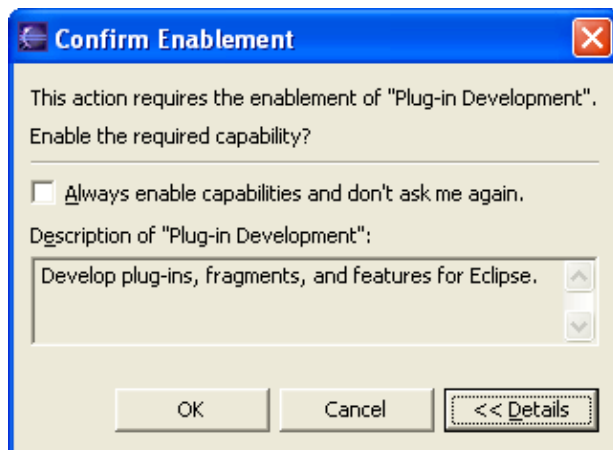 Confirm Enablement
This action requires the enablement of "Plug-in Development".
Enable the required capability?
Always enable capabilities and don't ask me again.
Description of "Plug-in Development":
Develop plug-ins, fragments, and features for Eclipse.
OK Cancel << Details